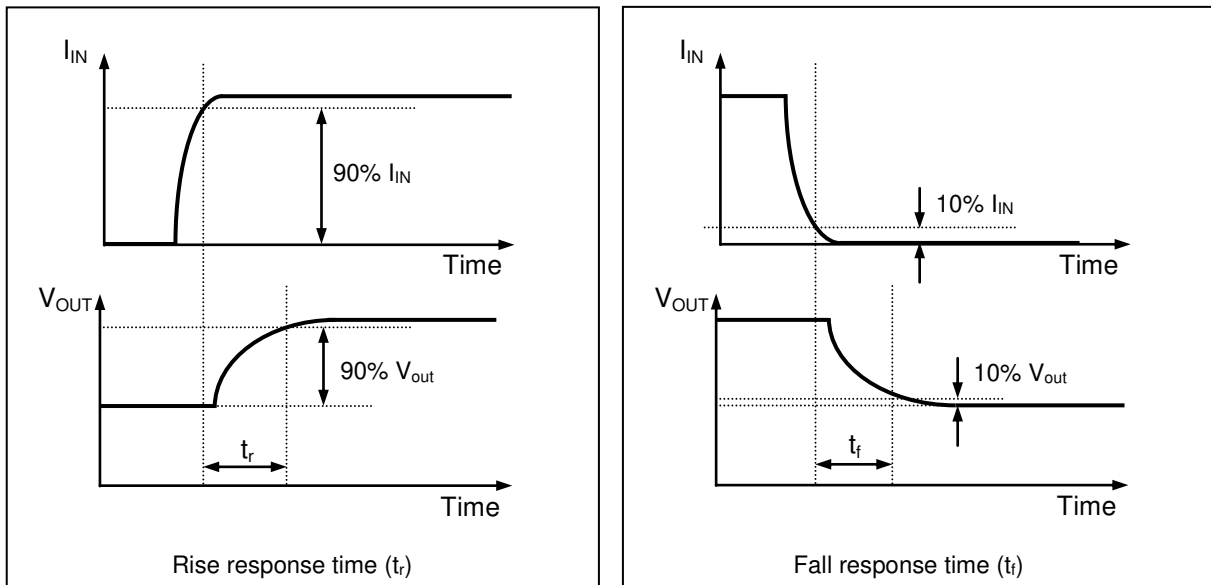 I_IN
90% I_IN
Time
V_OUT
90% V_out
t_r
Time
Rise response time (t_r)
I_IN
10% I_IN
Time
V_OUT
10% V_out
t_f
Time
Fall response time (t_f)